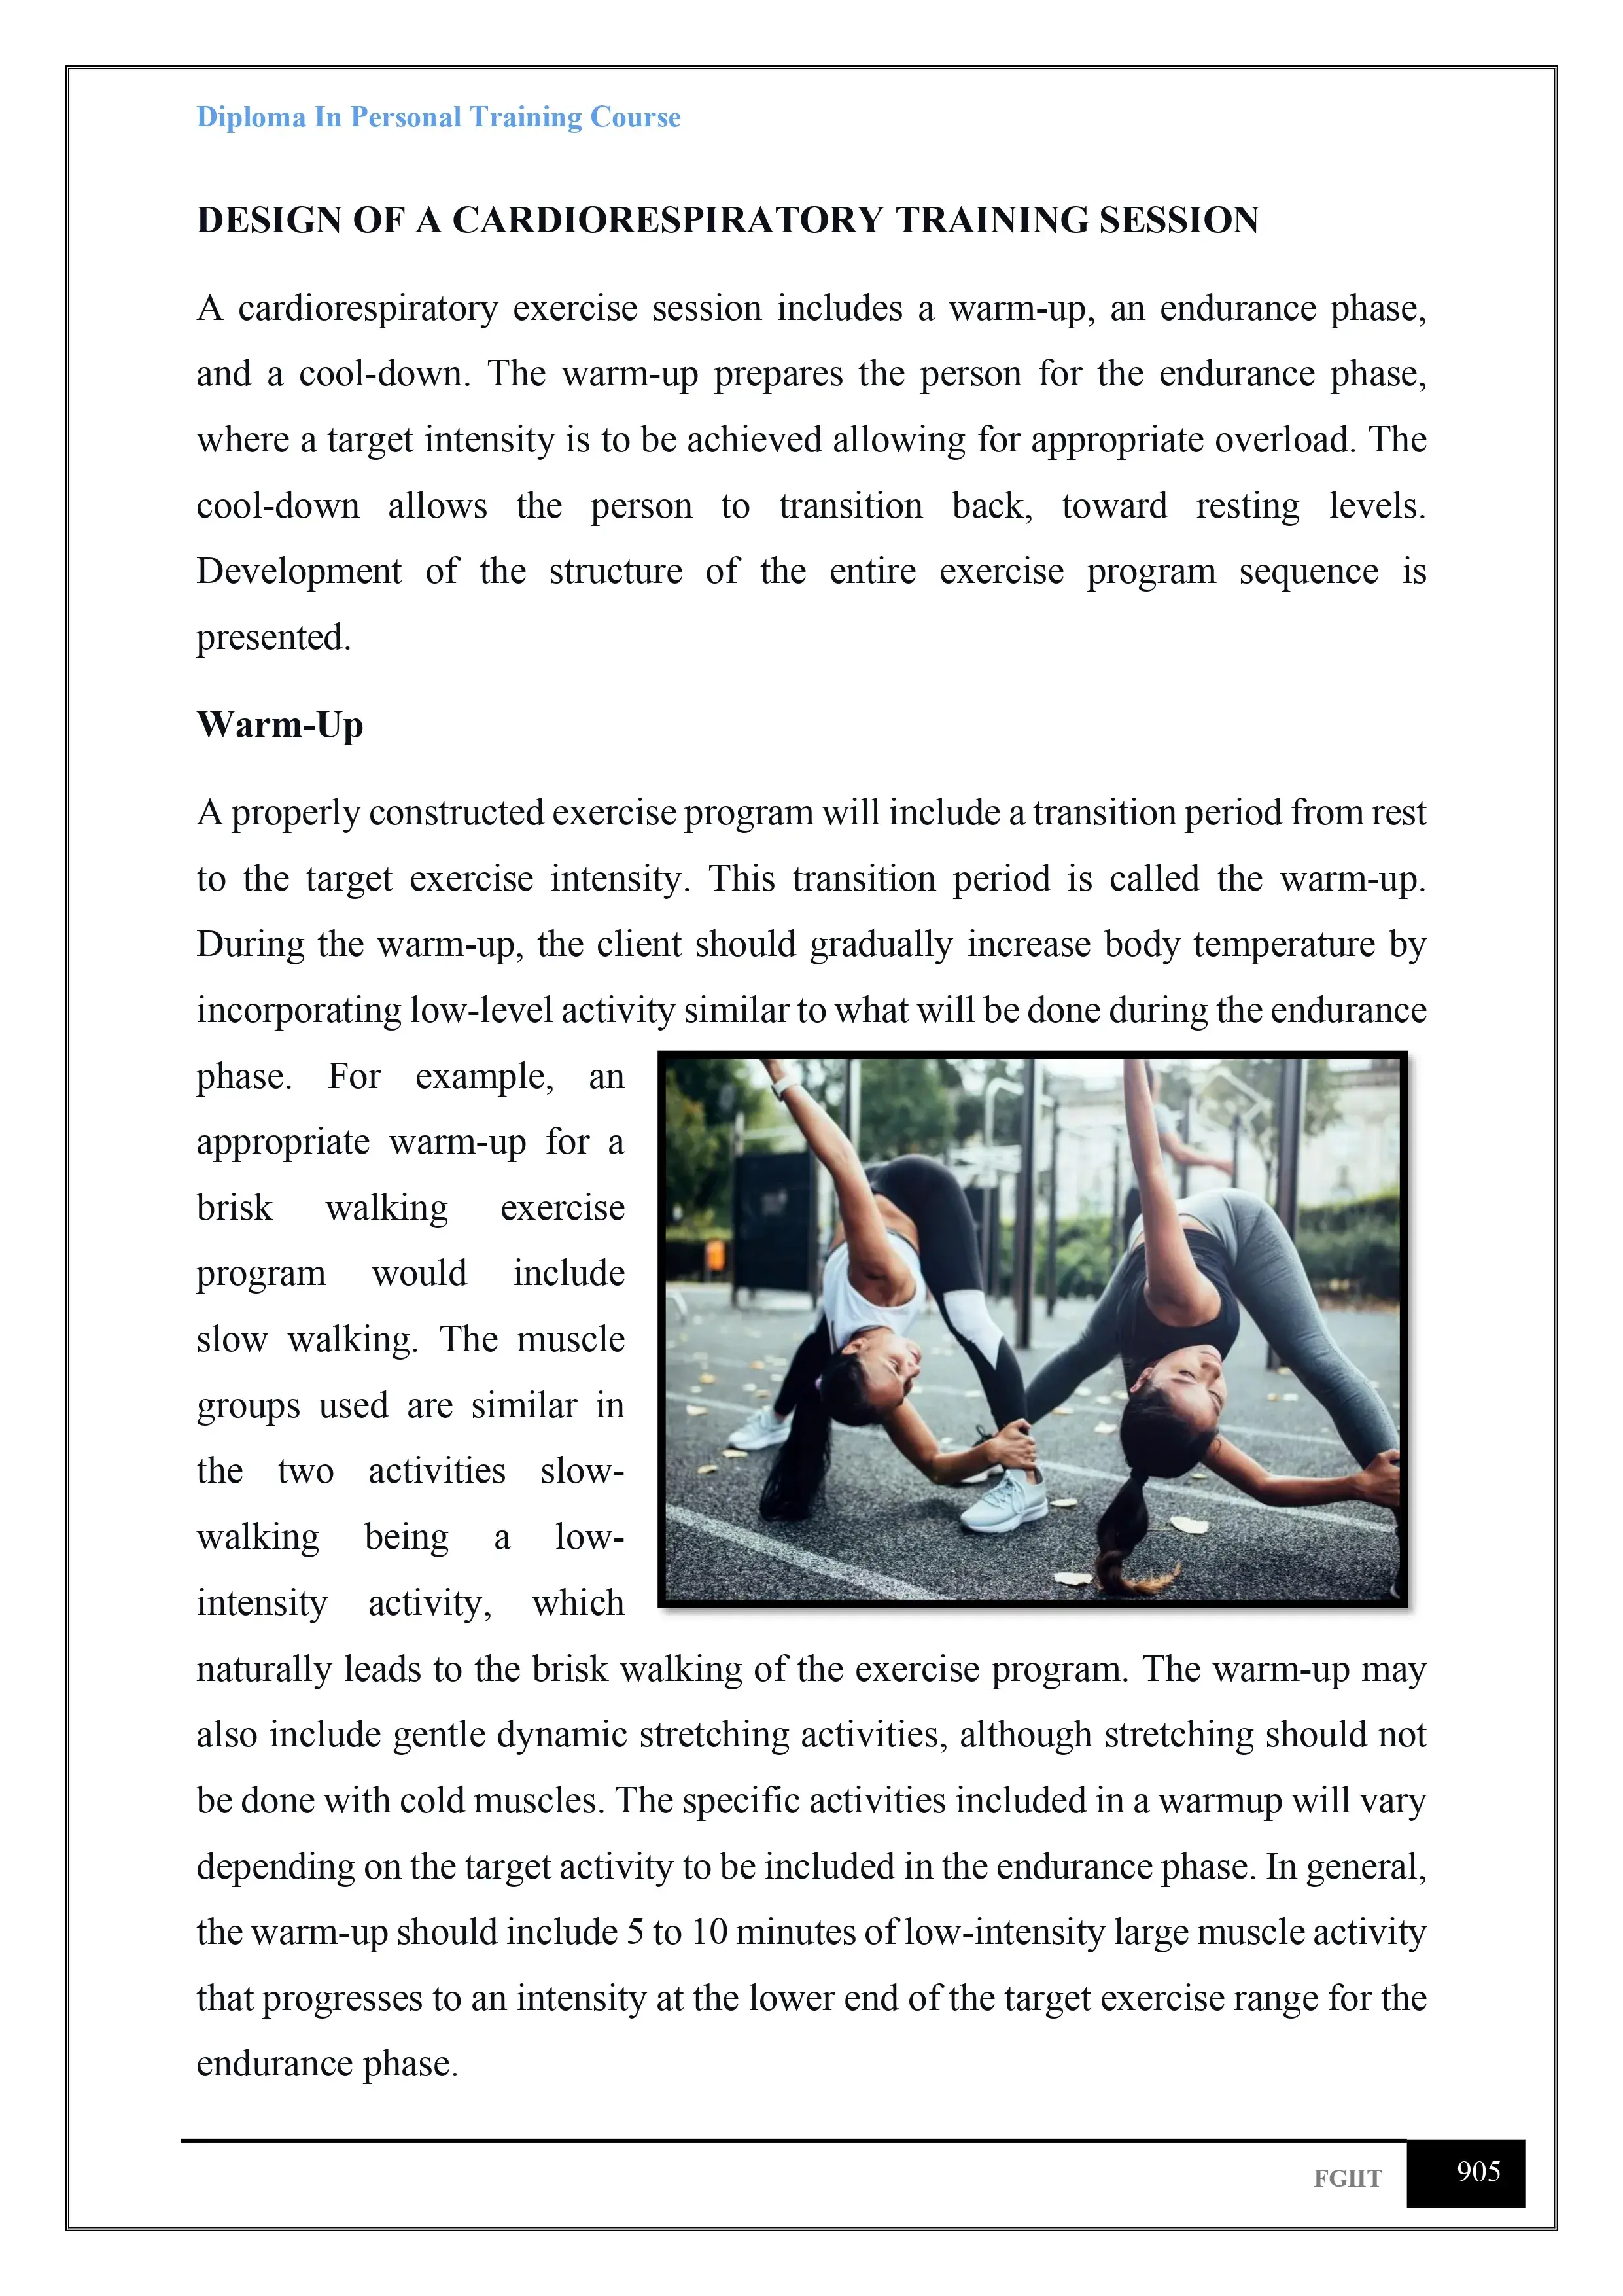 Diploma In Personal Training Course
DESIGN OF A CARDIORESPIRATORY TRAINING SESSION
A cardiorespiratory exercise session includes a warm-up, an endurance phase,
and a cool-down. The warm-up prepares the person for the endurance phase,
where a target intensity is to be achieved allowing for appropriate overload. The
cool-down allows the person to transition back, toward resting levels.
Development of the structure of the entire exercise program sequence is
presented.
Warm-Up
A properly constructed exercise program will include a transition period from rest
to the target exercise intensity. This transition period is called the warm-up.
During the warm-up, the client should gradually increase body temperature by
incorporating low-level activity similar to what will be done during the endurance
phase. For example, an
appropriate warm-up for a
brisk walking exercise
program would include
slow walking. The muscle
groups used are similar in
the two activities slow-
walking being a low-
intensity activity, which
naturally leads to the brisk walking of the exercise program. The warm-up may
also include gentle dynamic stretching activities, although stretching should not
be done with cold muscles. The specific activities included in a warmup will vary
depending on the target activity to be included in the endurance phase. In general,
the warm-up should include 5 to 10 minutes of low-intensity large muscle activity
that progresses to an intensity at the lower end of the target exercise range for the
endurance phase.
FGIIT
905